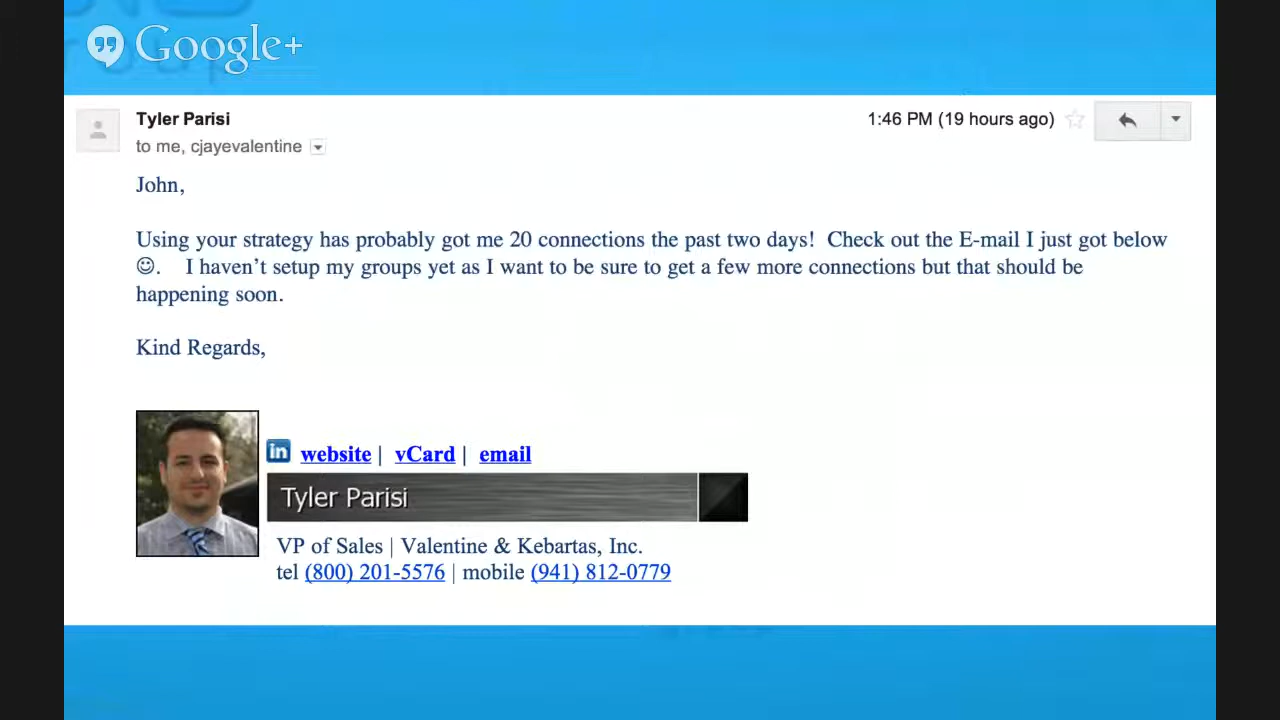 Google+
Tyler Parisi
1:46 PM (19 hours ago)
to me, cjayevalentine
John,
Using your strategy has probably got me 20 connections the past two days!  Check out the E-mail I just got below
☺.    I haven’t setup my groups yet as I want to be sure to get a few more connections but that should be
happening soon.
Kind Regards,
in website | vCard | email
Tyler Parisi
VP of Sales | Valentine & Kebartas, Inc.
tel (800) 201-5576 | mobile (941) 812-0779